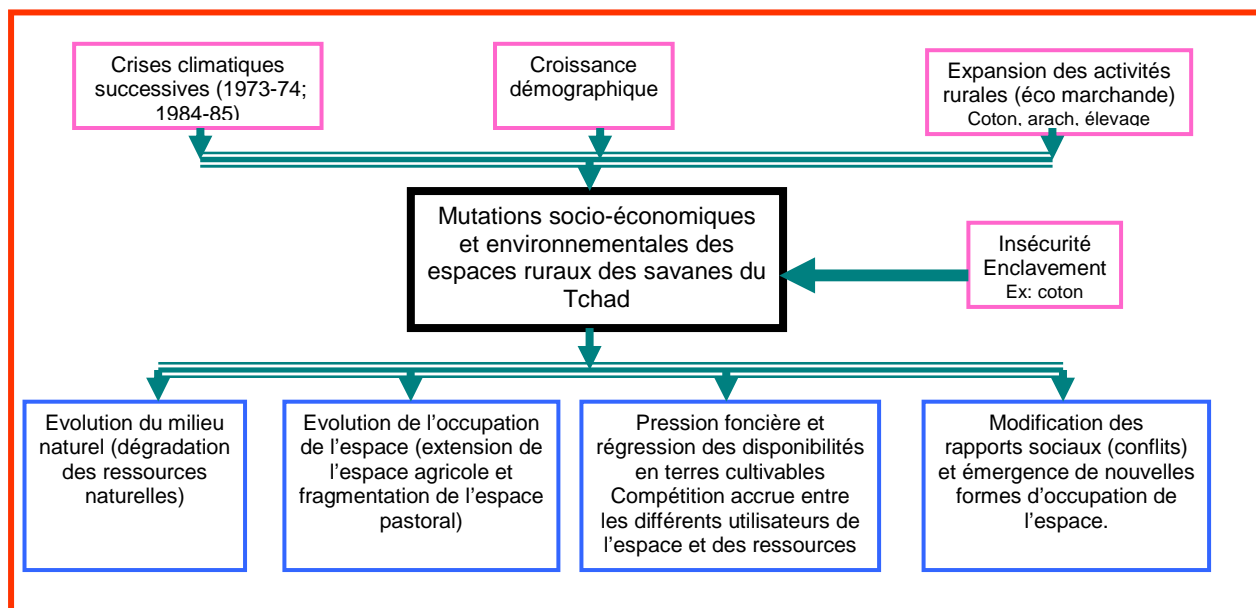 Crises climatiques
successives (1973-74;
1984-85)
Croissance
démographique
Expansion des activités
rurales (éco marchande)
Coton, arach, élevage
Mutations socio-économiques
et environnementales des
espaces ruraux des savanes du
Tchad
Insécurité
Enclavement
Ex: coton
Evolution du milieu
naturel (dégradation
des ressources
naturelles)
Evolution de l’occupation
de l’espace (extension de
l’espace agricole et
fragmentation de l’espace
pastoral)
Pression foncière et
régression des disponibilités
en terres cultivables
Compétition accrue entre
les différents utilisateurs de
l’espace et des ressources
Modification des
rapports sociaux (conflits)
et émergence de nouvelles
formes d’occupation de
l’espace.